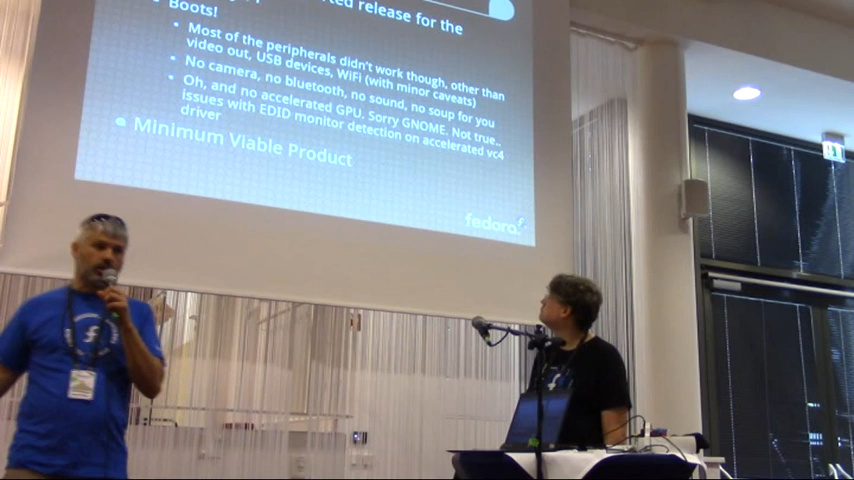 release for the
Boots!
Most of the peripherals didn't work though, other than
video out, USB devices, WiFi (with minor caveats)
No camera, no bluetooth, no sound, no soup for you
Oh, and no accelerated GPU. Sorry GNOME. Not true..
issues with EDID monitor detection on accelerated vc4
driver
Minimum Viable Product
fedora